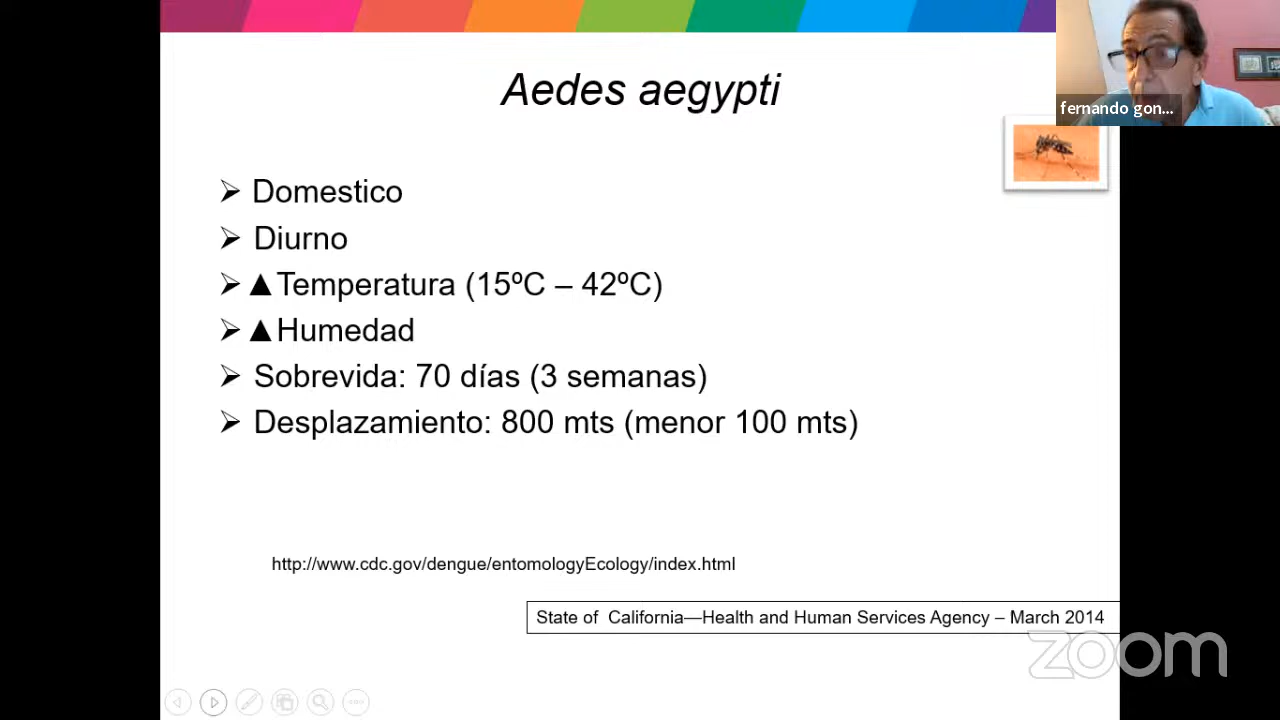 Aedes aegypti
fernando gon...
Domestico
Diurno
▲Temperatura (15ºC – 42ºC)
▲Humedad
Sobrevida: 70 días (3 semanas)
Desplazamiento: 800 mts (menor 100 mts)
http://www.cdc.gov/dengue/entomologyEcology/index.html
State of California—Health and Human Services Agency – March 2014
zoom